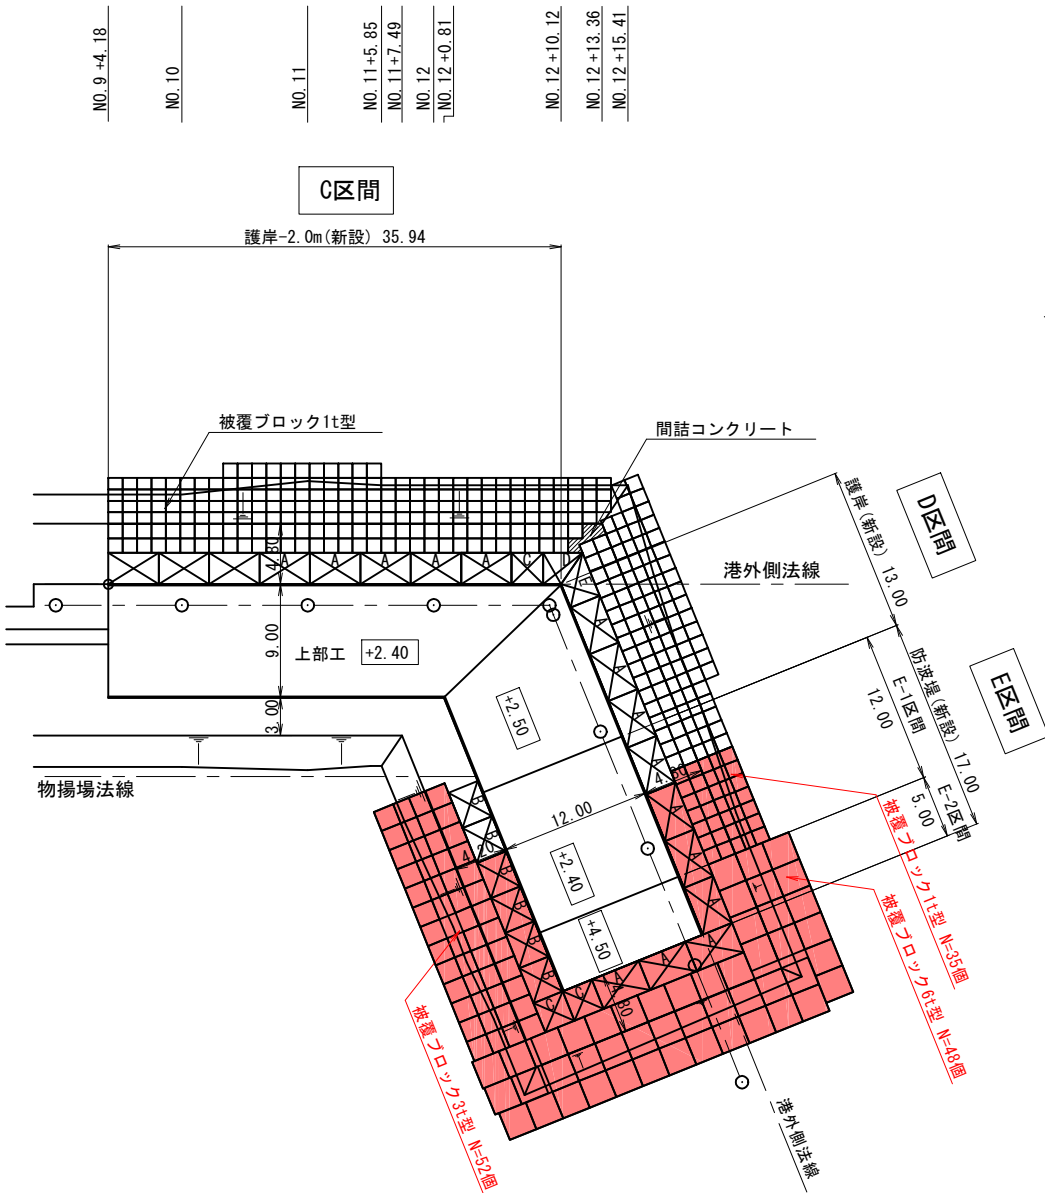 NO.9 +4.18
NO.10
NO.11
NO.11+5.85
NO.11+7.49
NO.12
NO.12 +0.81
NO.12 +10.12
NO.12 +13.36
NO.12 +15.41
C区間
護岸-2.0m(新設) 35.94
被覆ブロック1t型
間詰コンクリート
D区間
護岸(新設) 13.00
港外側法線
4.80
A
A
A
A
A
C
D
E
A
A
A
A
A
9.00
上部工
+2.40
3.00
物揚場法線
+2.50
E区間
防波堤(新設) 17.00
E-1区間
12.00
E-2区間
5.00
12.00
B
B
B
B
B
B
B
C
C
A
A
A
A
A
+2.40
+4.50
4.80
被覆ブロック1t型 N=35個
被覆ブロック6t型 N=48個
被覆ブロック3t型 N=52個
港外側法線